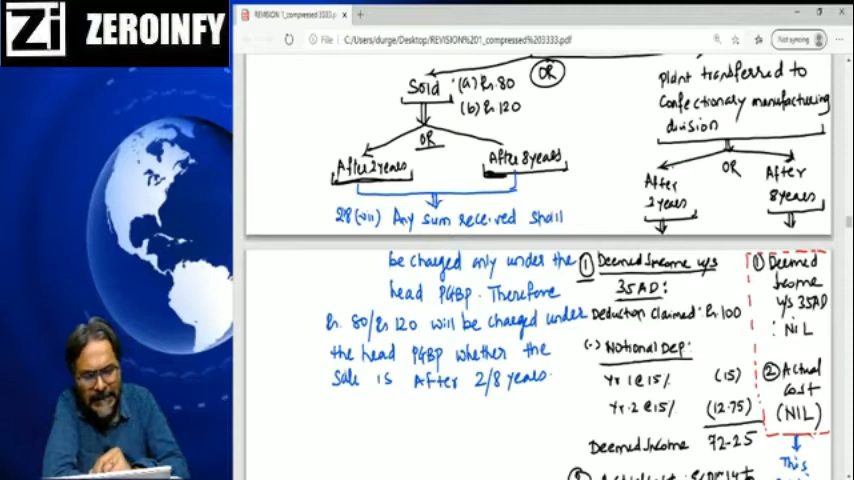 Zi ZEROINFY
REVISION 1_compressed 3333.pdf
File C:/Users/durge/Desktop/REVISION%201_compressed%203333.pdf
Not syncing
OR
Sold (a) Rs.80
(b) Rs 120
OR
After 2 years
After 8 years
28(vii) Any sum received shall
be charged only under the
head PGBP. Therefore
Rs. 80/Rs 120 will be charged under
the head PGBP whether the
Sale is After 2/8 years.
Plant transferred to
Confectionary manufacturing
division
OR
After
2 years
After
8 years
① Deemed Income u/s
35AD:
Deduction claimed: Rs.100
(-) Notional Dep:
Yr 1 @ 15% (15)
Yr. 2 @ 15% (12.75)
Deemed Income 72.25
① Deemed
Income
u/s 35AD
: NIL
② Actual
Cost
(NIL)
This